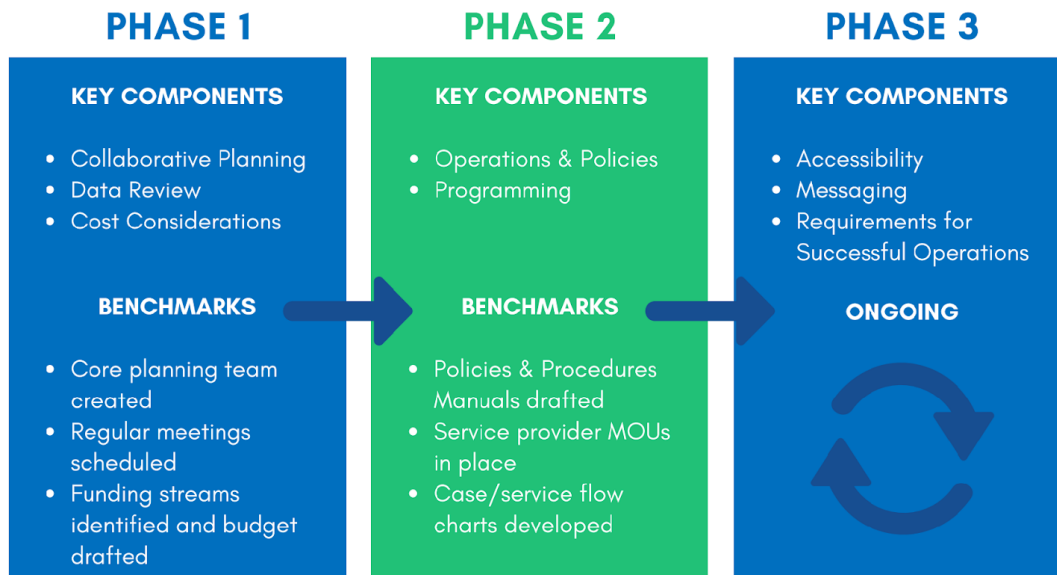 PHASE 1
KEY COMPONENTS
• Collaborative Planning
• Data Review
• Cost Considerations
BENCHMARKS
• Core planning team
created
• Regular meetings
scheduled
• Funding streams
identified and budget
drafted
PHASE 2
KEY COMPONENTS
• Operations & Policies
• Programming
BENCHMARKS
• Policies & Procedures
Manuals drafted
• Service provider MOUs
in place
• Case/service flow
charts developed
PHASE 3
KEY COMPONENTS
• Accessibility
• Messaging
• Requirements for
Successful Operations
ONGOING